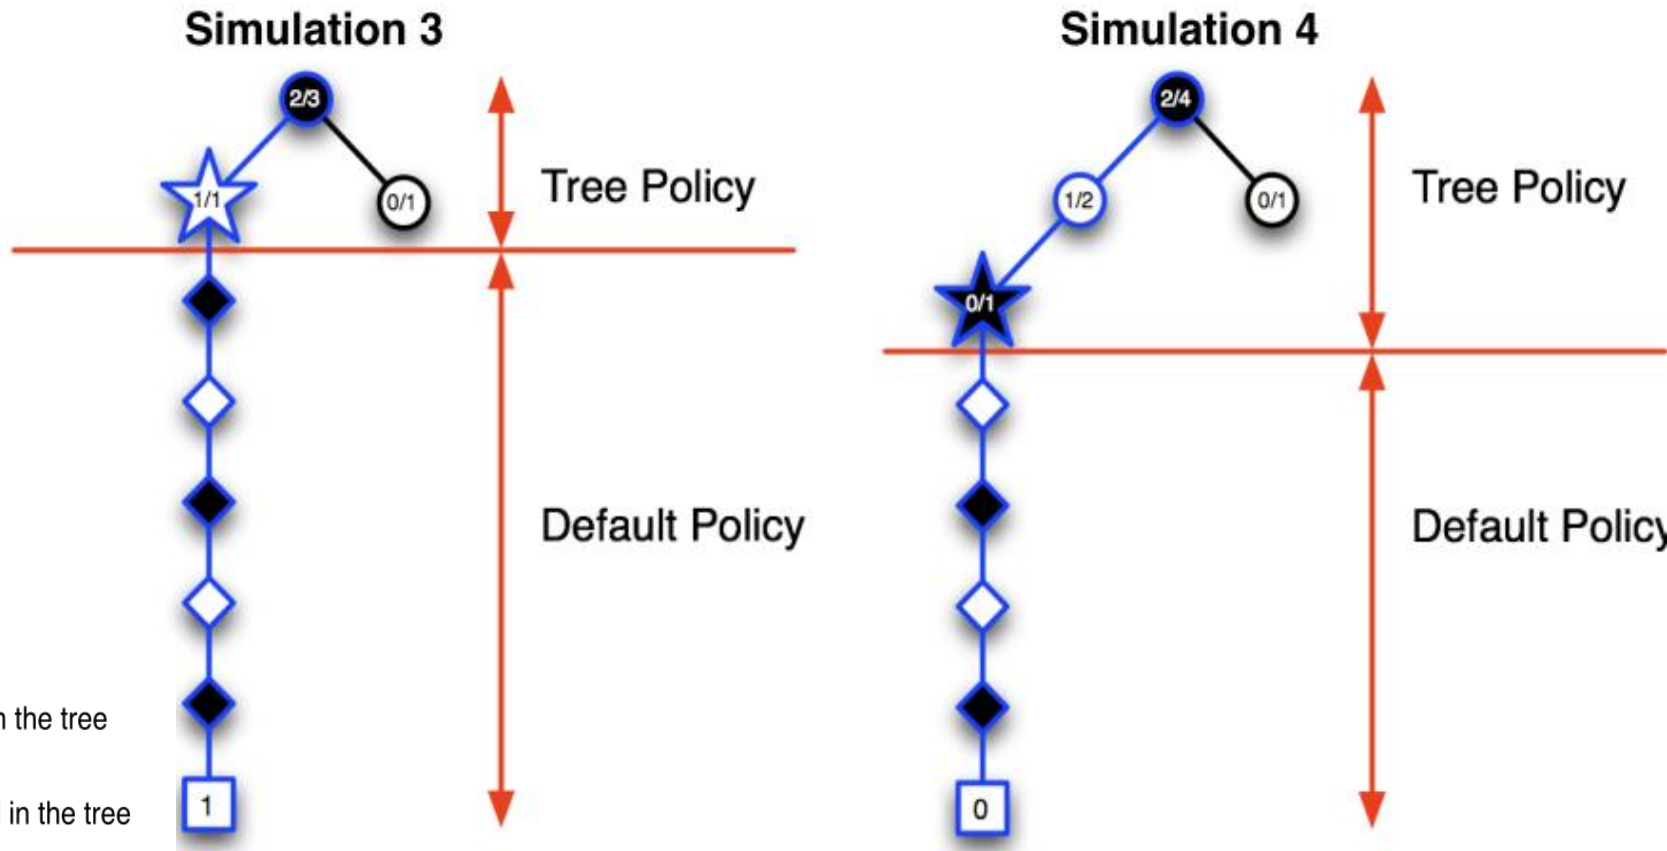 Simulation 3
2/3
1/1
0/1
Tree Policy
Default Policy
1
the tree
in the tree
Simulation 4
2/4
1/2
0/1
0/1
Tree Policy
Default Policy
0